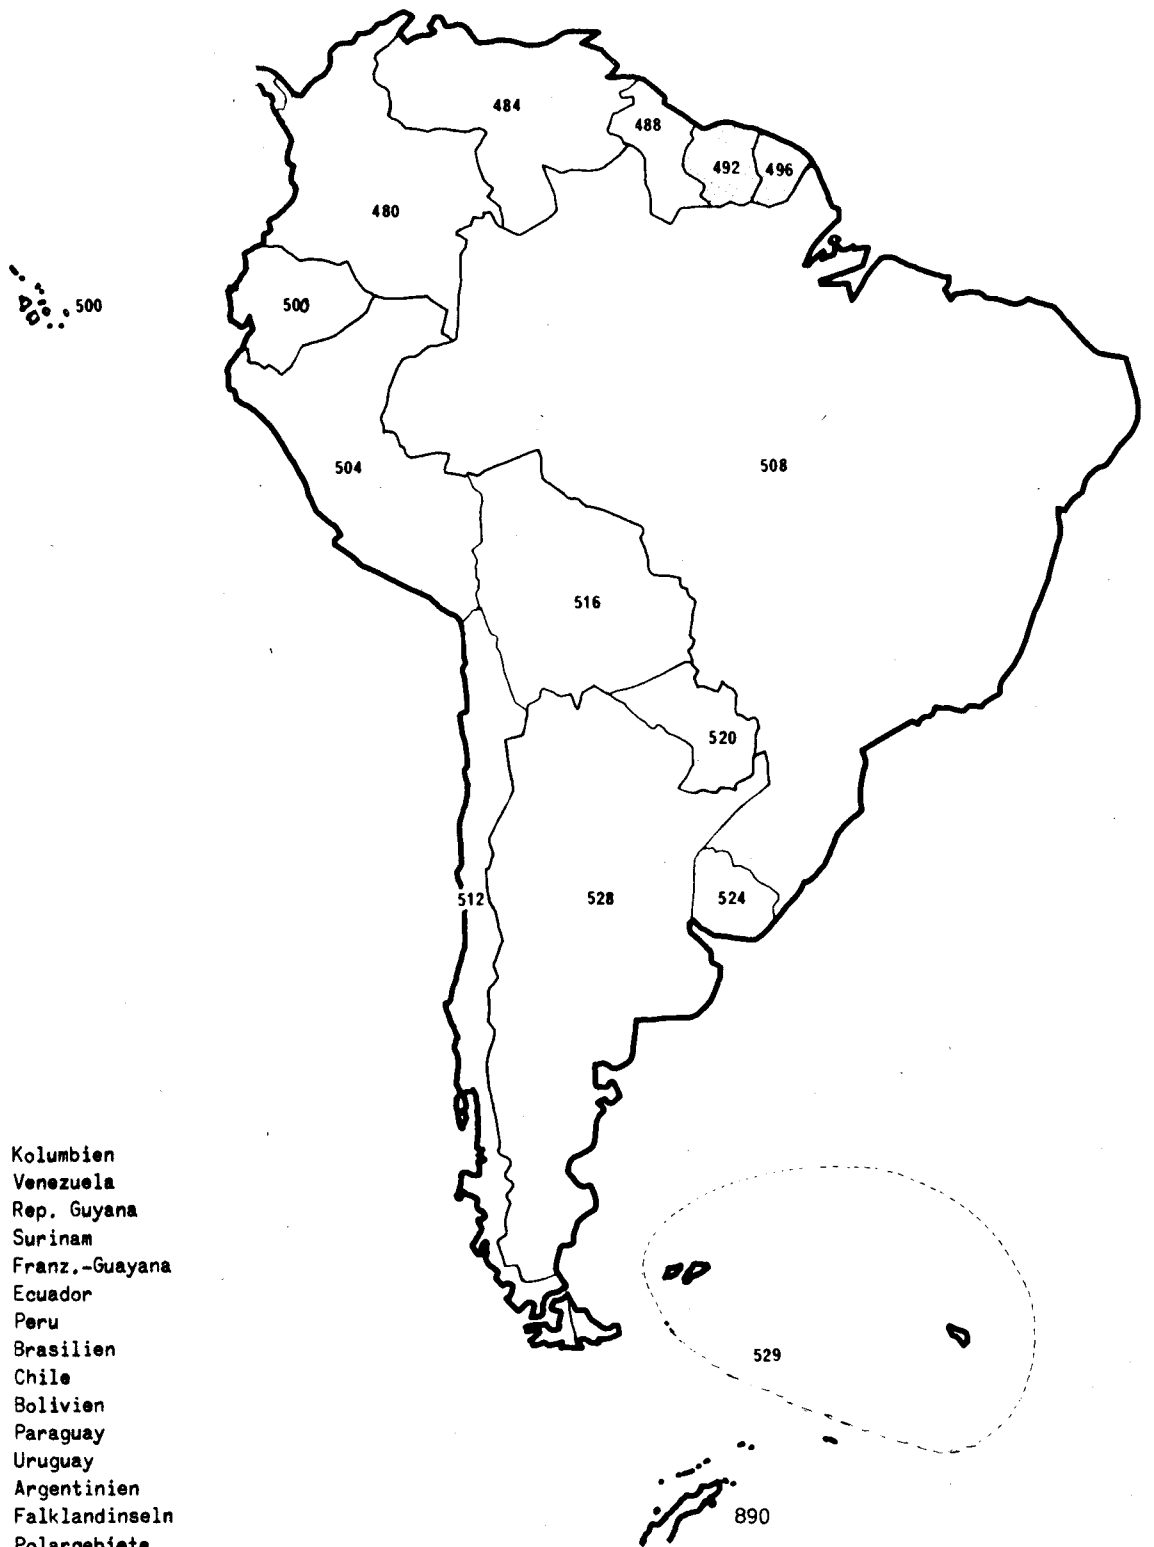 484
488
492
496
480
500
500
504
508
516
520
512
528
524
Kolumbien
Venezuela
Rep. Guyana
Surinam
Franz.-Guayana
Ecuador
Peru
Brasilien
Chile
Bolivien
Paraguay
Uruguay
Argentinien
Falklandinseln
Polargebiete
529
890